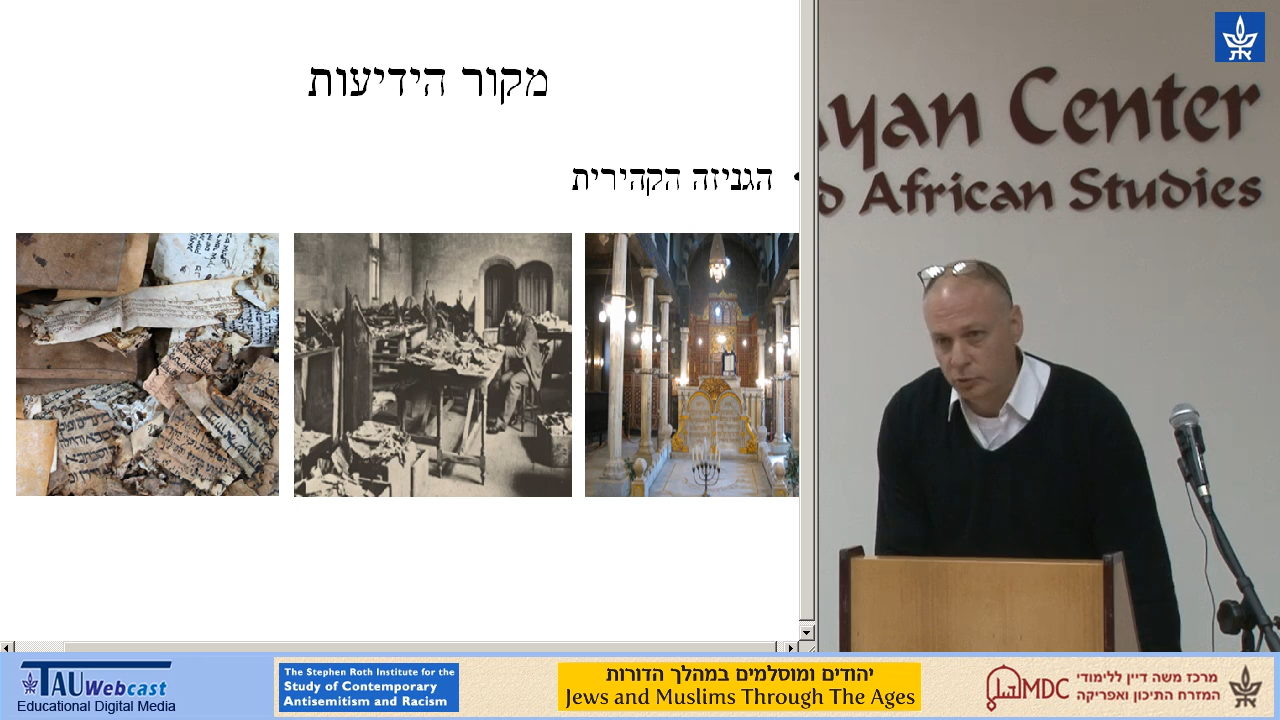 מקור הידיעות
• הגניזה הקהירית
ayan Center
d African Studies
TAU Webcast
Educational Digital Media
The Stephen Roth Institute for the
Study of Contemporary
Antisemitism and Racism
יהודים ומוסלמים במהלך הדורות
Jews and Muslims Through The Ages
MDC
מרכז משה דיין ללימודי
המזרח התיכון ואפריקה